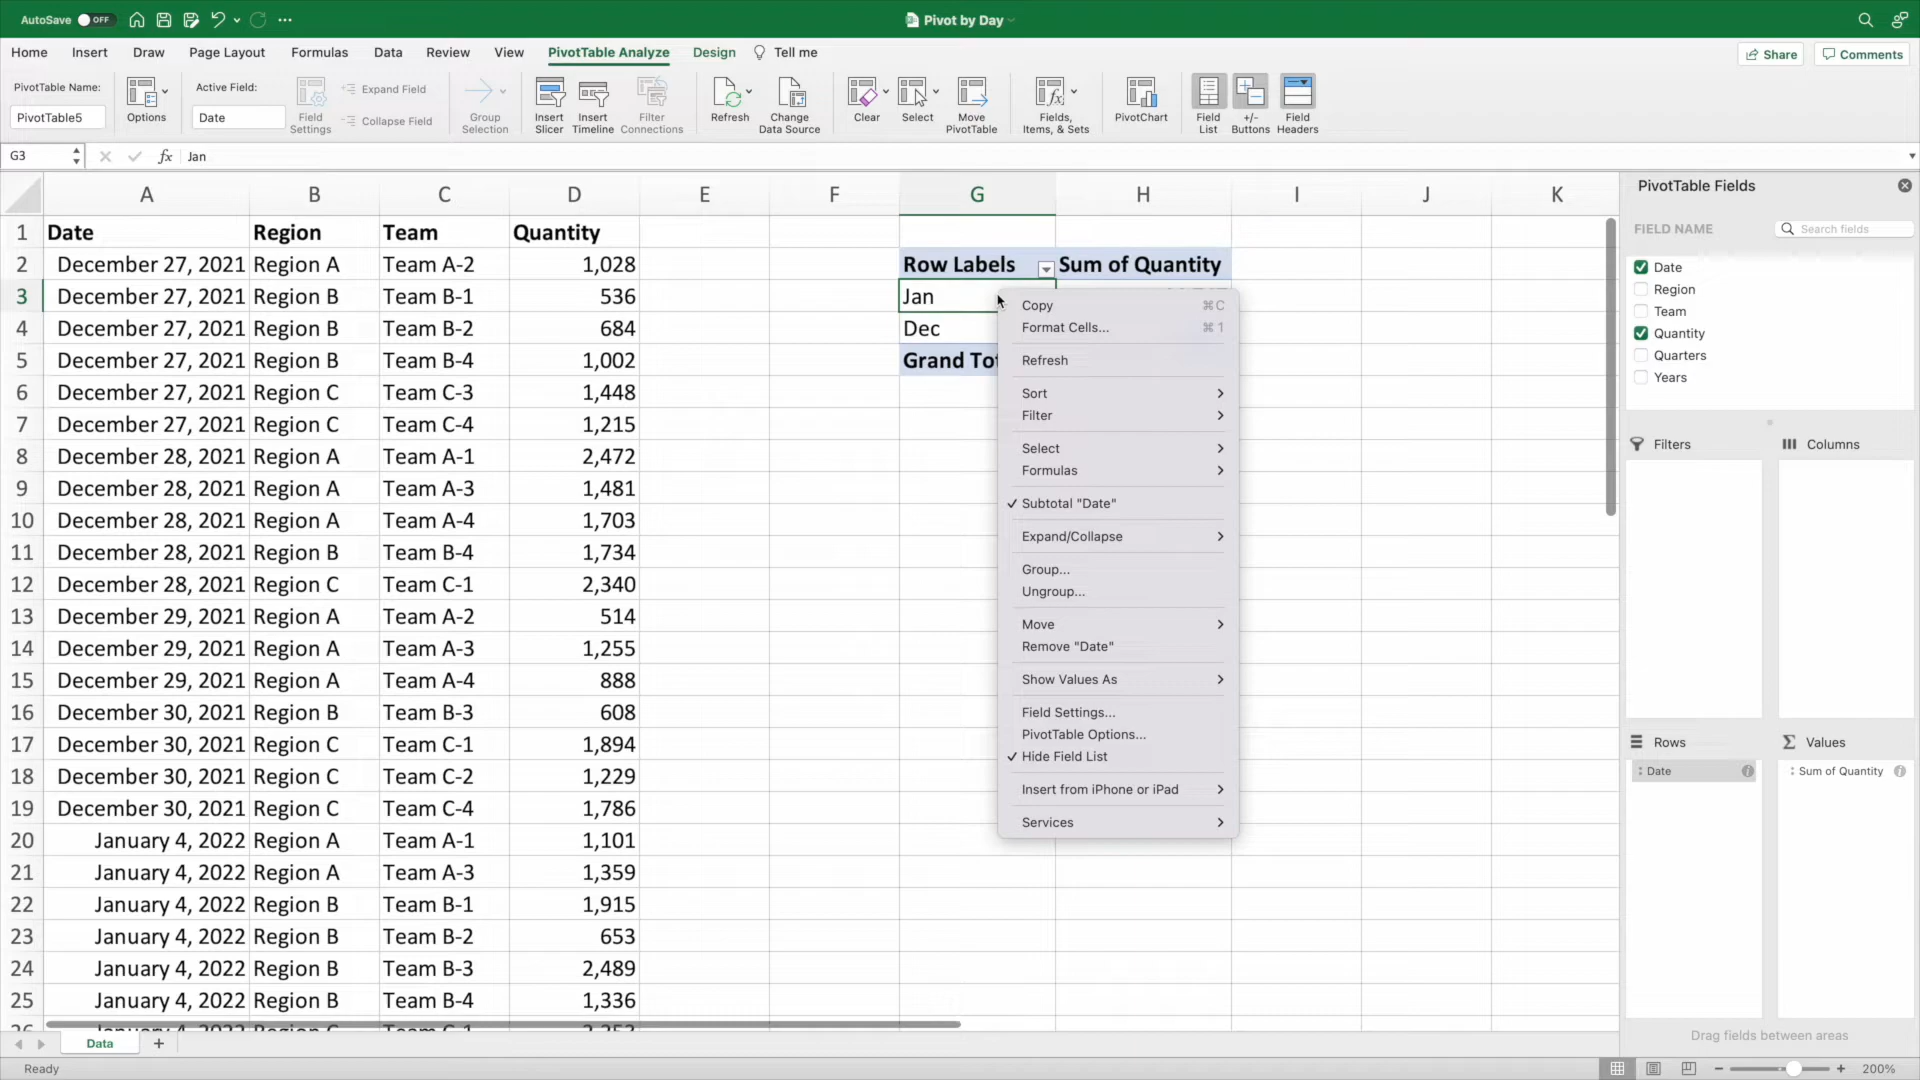 AutoSave OFF
Pivot by Day
Home Insert Draw Page Layout Formulas Data Review View PivotTable Analyze Design Tell me
Share Comments
PivotTable Name:
PivotTable5
Options
Active Field:
Date
Field Settings
Expand Field
Collapse Field
Group Selection
Insert Slicer
Insert Timeline
Filter Connections
Refresh
Change Data Source
Clear
Select
Move PivotTable
Fields, Items, & Sets
PivotChart
Field List
+/- Buttons
Field Headers
G3 fx Jan
A B C D E F G H I J K
1 Date Region Team Quantity
2 December 27, 2021 Region A Team A-2 1,028 Row Labels Sum of Quantity
3 December 27, 2021 Region B Team B-1 536 Jan
4 December 27, 2021 Region B Team B-2 684 Dec
5 December 27, 2021 Region B Team B-4 1,002 Grand Tot
6 December 27, 2021 Region C Team C-3 1,448
7 December 27, 2021 Region C Team C-4 1,215
8 December 28, 2021 Region A Team A-1 2,472
9 December 28, 2021 Region A Team A-3 1,481
10 December 28, 2021 Region A Team A-4 1,703
11 December 28, 2021 Region B Team B-4 1,734
12 December 28, 2021 Region C Team C-1 2,340
13 December 29, 2021 Region A Team A-2 514
14 December 29, 2021 Region A Team A-3 1,255
15 December 29, 2021 Region A Team A-4 888
16 December 30, 2021 Region B Team B-3 608
17 December 30, 2021 Region C Team C-1 1,894
18 December 30, 2021 Region C Team C-2 1,229
19 December 30, 2021 Region C Team C-4 1,786
20 January 4, 2022 Region A Team A-1 1,101
21 January 4, 2022 Region A Team A-3 1,359
22 January 4, 2022 Region B Team B-1 1,915
23 January 4, 2022 Region B Team B-2 653
24 January 4, 2022 Region B Team B-3 2,489
25 January 4, 2022 Region B Team B-4 1,336
Copy ⌘C
Format Cells... ⌘1
Refresh
Sort
Filter
Select
Formulas
✓ Subtotal "Date"
Expand/Collapse
Group...
Ungroup...
Move
Remove "Date"
Show Values As
Field Settings...
PivotTable Options...
✓ Hide Field List
Insert from iPhone or iPad
Services
PivotTable Fields
FIELD NAME Search fields
Date
Region
Team
Quantity
Quarters
Years
Filters Columns
Rows Values
Date Sum of Quantity
Drag fields between areas
Data +
Ready
200%